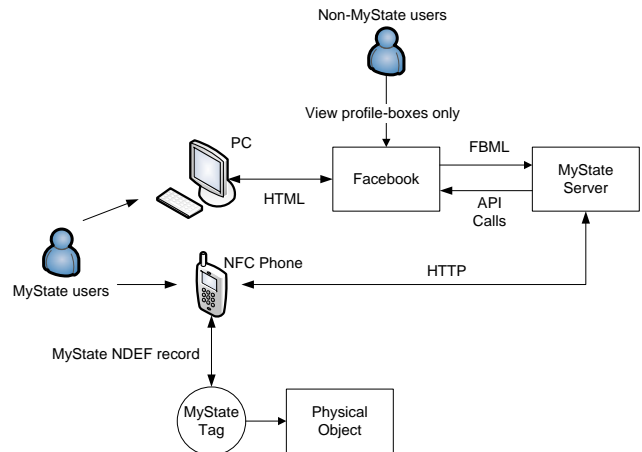 Non-MyState users
View profile-boxes only
PC
FBML
Facebook
MyState
Server
HTML
API
Calls
NFC Phone
HTTP
MyState users
MyState NDEF record
MyState
Tag
Physical
Object